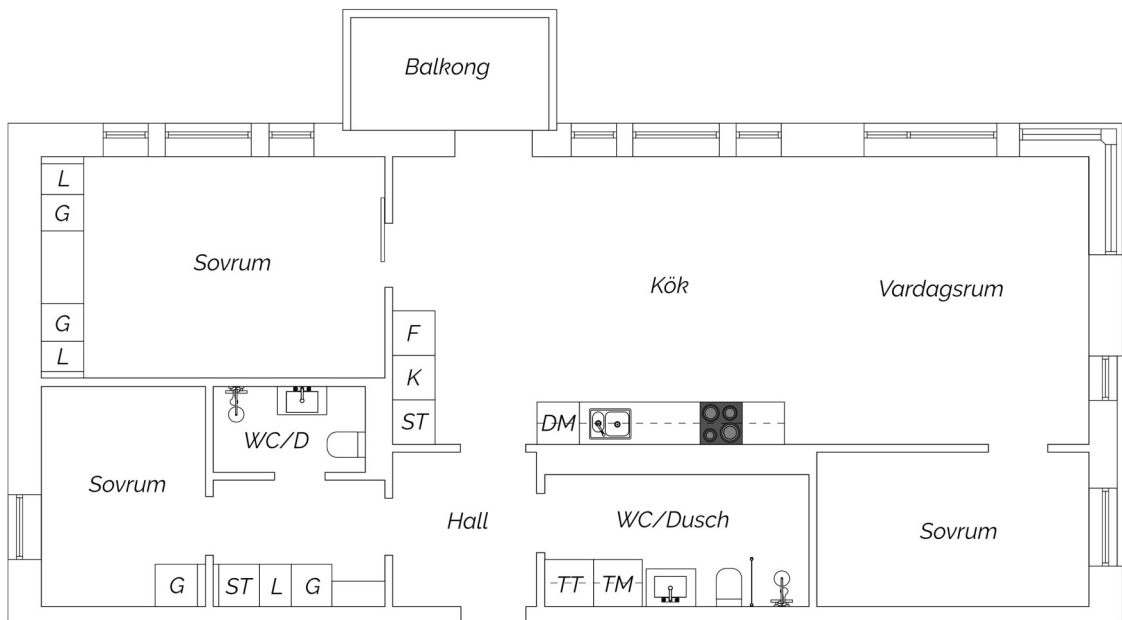 Balkong
L
G
Sovrum
G
L
Kök
Vardagsrum
F
K
ST
DM
WC/D
Sovrum
Hall
WC/Dusch
Sovrum
G
ST
L
G
TT
TM